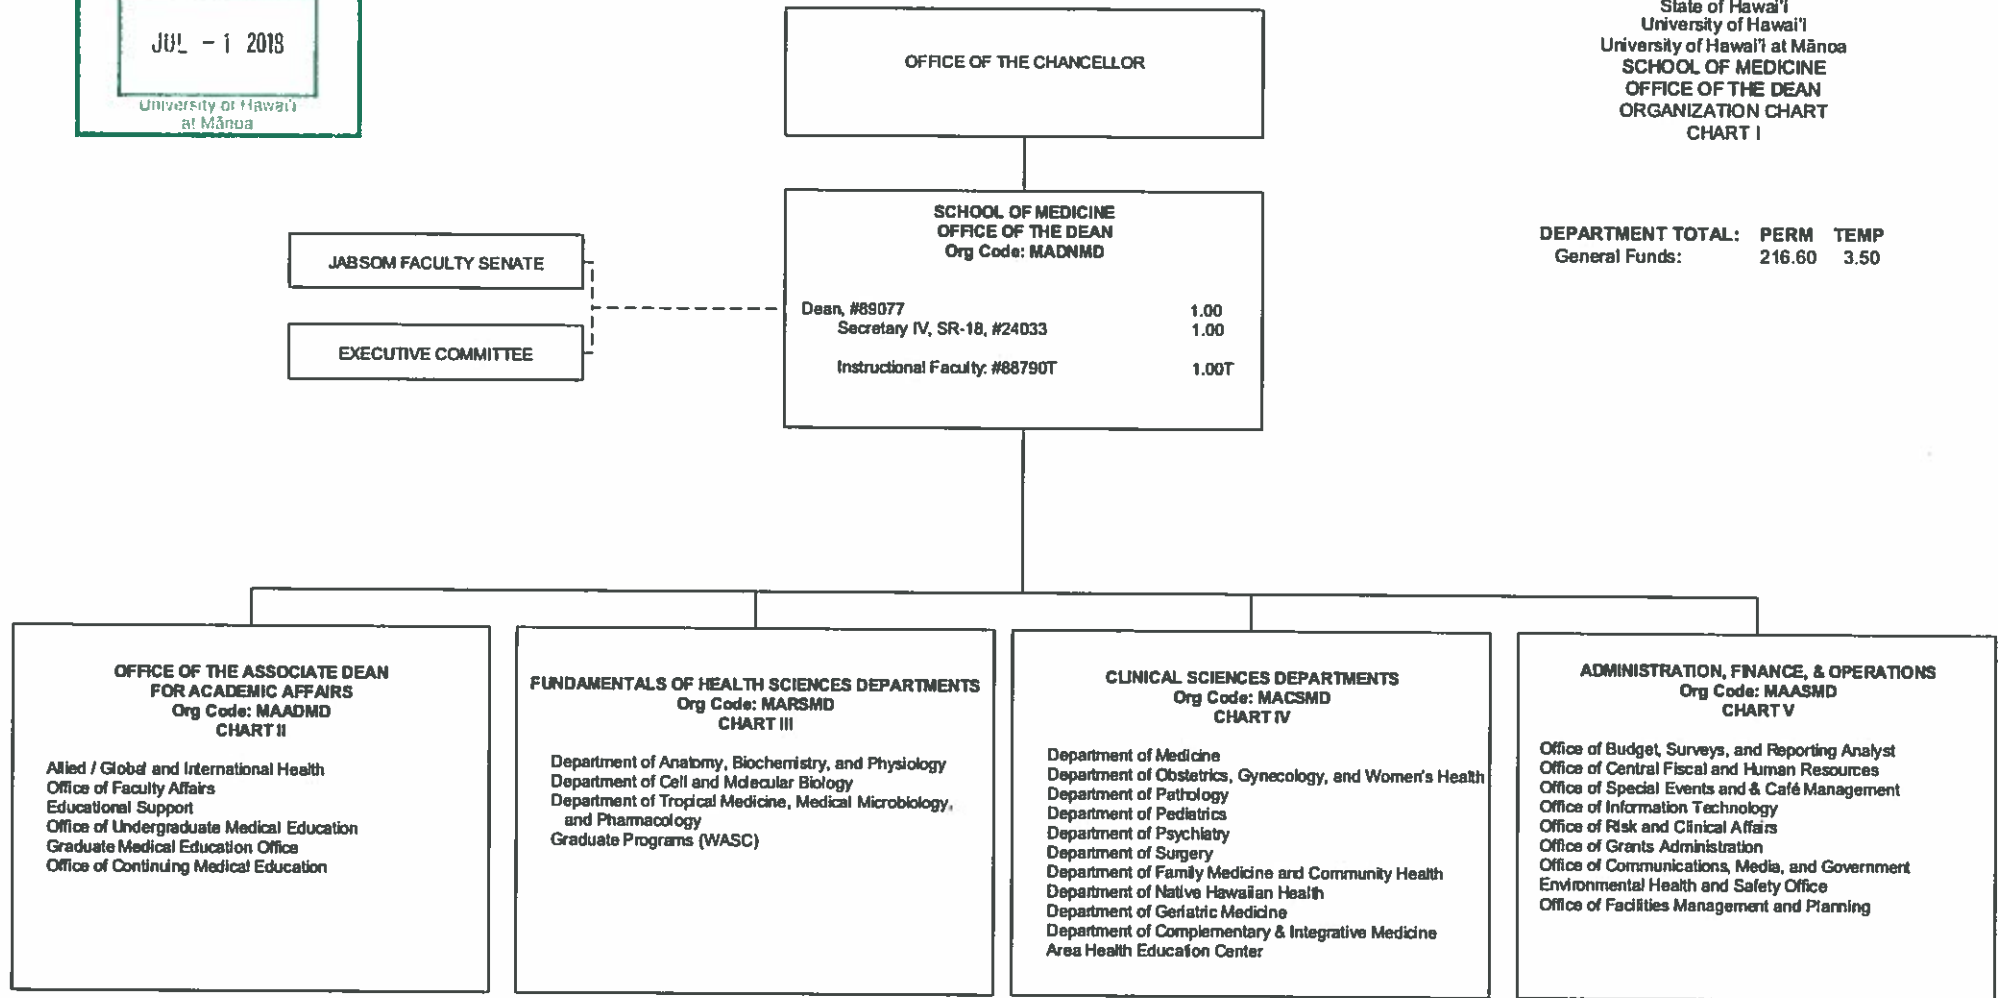 JUL - 1 2018
University of Hawai'i
at Mānoa
State of Hawai'i
University of Hawai'i
University of Hawai'i at Mānoa
SCHOOL OF MEDICINE
OFFICE OF THE DEAN
ORGANIZATION CHART
CHART I
DEPARTMENT TOTAL: PERM TEMP
General Funds: 216.60 3.50
OFFICE OF THE CHANCELLOR
SCHOOL OF MEDICINE
OFFICE OF THE DEAN
Org Code: MADNMD
Dean, #89077 1.00
Secretary IV, SR-18, #24033 1.00
Instructional Faculty: #88790T 1.00T
JABSOM FACULTY SENATE
EXECUTIVE COMMITTEE
OFFICE OF THE ASSOCIATE DEAN
FOR ACADEMIC AFFAIRS
Org Code: MAADMD
CHART II
Allied / Global and International Health
Office of Faculty Affairs
Educational Support
Office of Undergraduate Medical Education
Graduate Medical Education Office
Office of Continuing Medical Education
FUNDAMENTALS OF HEALTH SCIENCES DEPARTMENTS
Org Code: MARSMD
CHART III
Department of Anatomy, Biochemistry, and Physiology
Department of Cell and Molecular Biology
Department of Tropical Medicine, Medical Microbiology,
and Pharmacology
Graduate Programs (WASC)
CLINICAL SCIENCES DEPARTMENTS
Org Code: MACSMD
CHART IV
Department of Medicine
Department of Obstetrics, Gynecology, and Women's Health
Department of Pathology
Department of Pediatrics
Department of Psychiatry
Department of Surgery
Department of Family Medicine and Community Health
Department of Native Hawaiian Health
Department of Geriatric Medicine
Department of Complementary & Integrative Medicine
Area Health Education Center
ADMINISTRATION, FINANCE, & OPERATIONS
Org Code: MAASMD
CHART V
Office of Budget, Surveys, and Reporting Analyst
Office of Central Fiscal and Human Resources
Office of Special Events and & Café Management
Office of Information Technology
Office of Risk and Clinical Affairs
Office of Grants Administration
Office of Communications, Media, and Government
Environmental Health and Safety Office
Office of Facilities Management and Planning